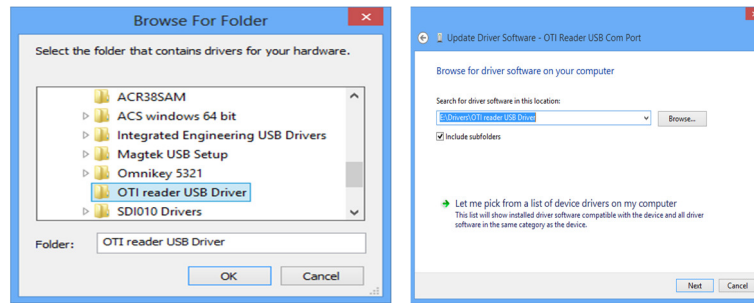 Browse For Folder
Select the folder that contains drivers for your hardware.
ACR38SAM
ACS windows 64 bit
Integrated Engineering USB Drivers
Magtek USB Setup
Omnikey 5321
OTI reader USB Driver
SDI010 Drivers
Folder:
OTI reader USB Driver
OK
Cancel
Update Driver Software - OTI Reader USB Com Port
Browse for driver software on your computer
Search for driver software in this location:
E:\Drivers\OTI reader USB Driver
Browse...
Include subfolders
Let me pick from a list of device drivers on my computer
This list will show installed driver software compatible with the device and all driver
software in the same category as the device.
Next
Cancel